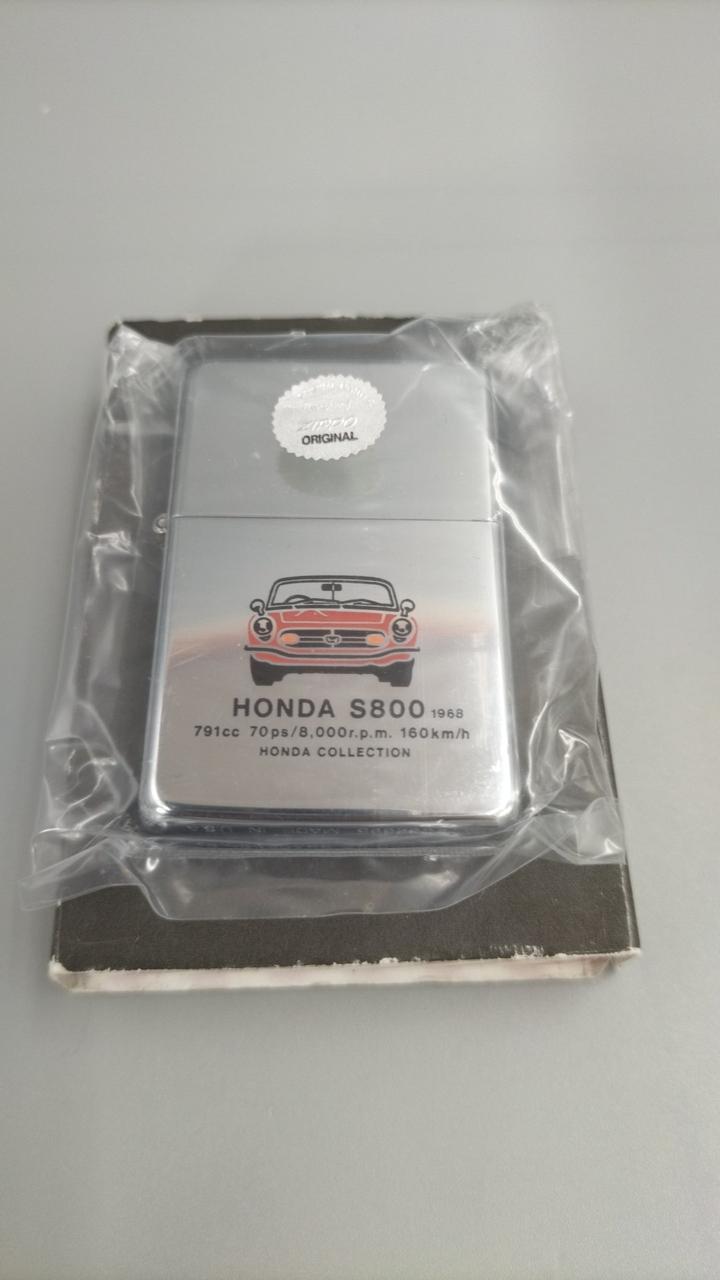 ORIGINAL
HONDA S800 1968
791cc 70ps/8,000r.p.m. 160km/h
HONDA COLLECTION